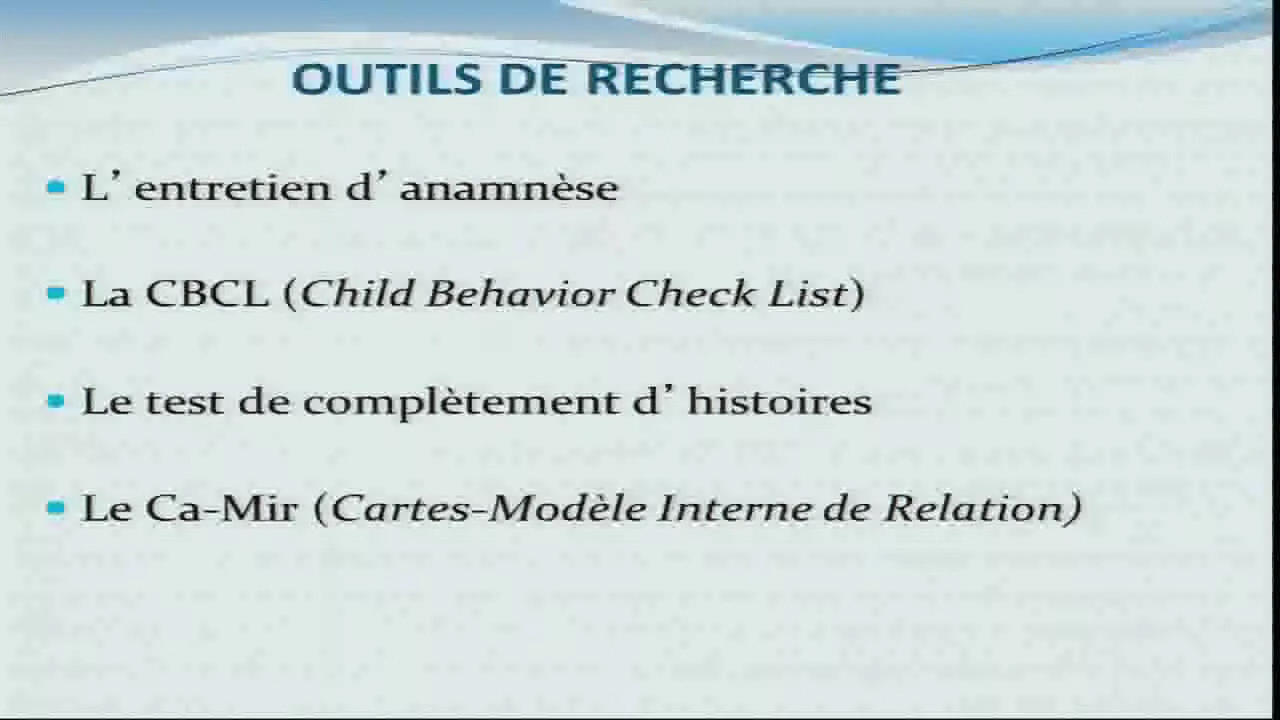 OUTILS DE RECHERCHE
L’ entretien d’ anamnèse
La CBCL (Child Behavior Check List)
Le test de complètement d’ histoires
Le Ca-Mir (Cartes-Modèle Interne de Relation)